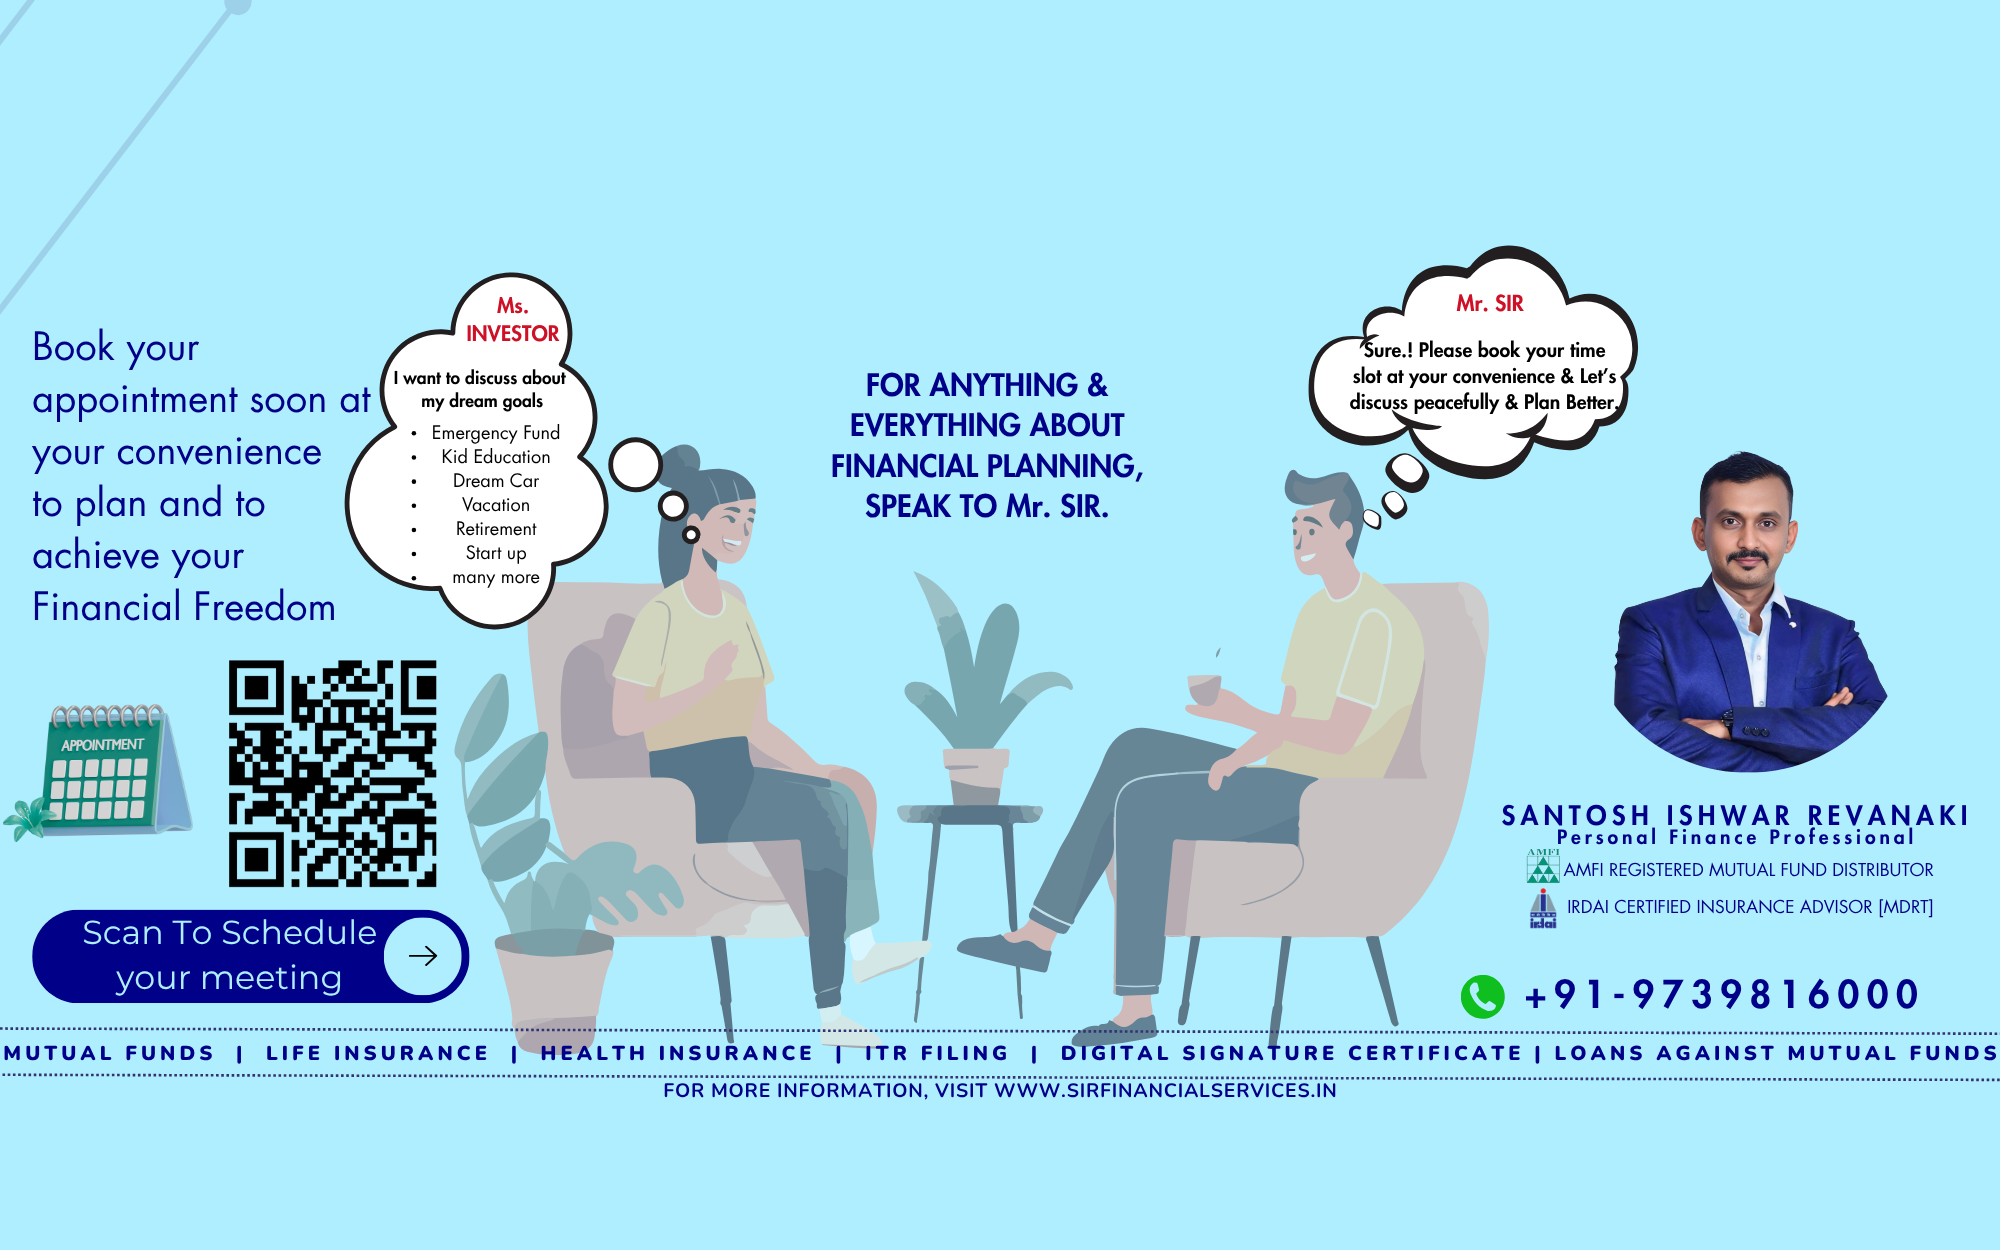 Book your
appointment soon at
your convenience
to plan and to
achieve your
Financial Freedom
APPOINTMENT
Scan To Schedule
your meeting
Ms.
INVESTOR
I want to discuss about
my dream goals
• Emergency Fund
• Kid Education
• Dream Car
• Vacation
• Retirement
• Start up
• many more
FOR ANYTHING &
EVERYTHING ABOUT
FINANCIAL PLANNING,
SPEAK TO Mr. SIR.
Mr. SIR
Sure.! Please book your time
slot at your convenience & Let's
discuss peacefully & Plan Better.
SANTOSH ISHWAR REVANAKI
Personal Finance Professional
AMFI
AMFI REGISTERED MUTUAL FUND DISTRIBUTOR
irdai
IRDAI CERTIFIED INSURANCE ADVISOR [MDRT]
+91-9739816000
MUTUAL FUNDS | LIFE INSURANCE | HEALTH INSURANCE | ITR FILING | DIGITAL SIGNATURE CERTIFICATE | LOANS AGAINST MUTUAL FUNDS
FOR MORE INFORMATION, VISIT WWW.SIRFINANCIALSERVICES.IN